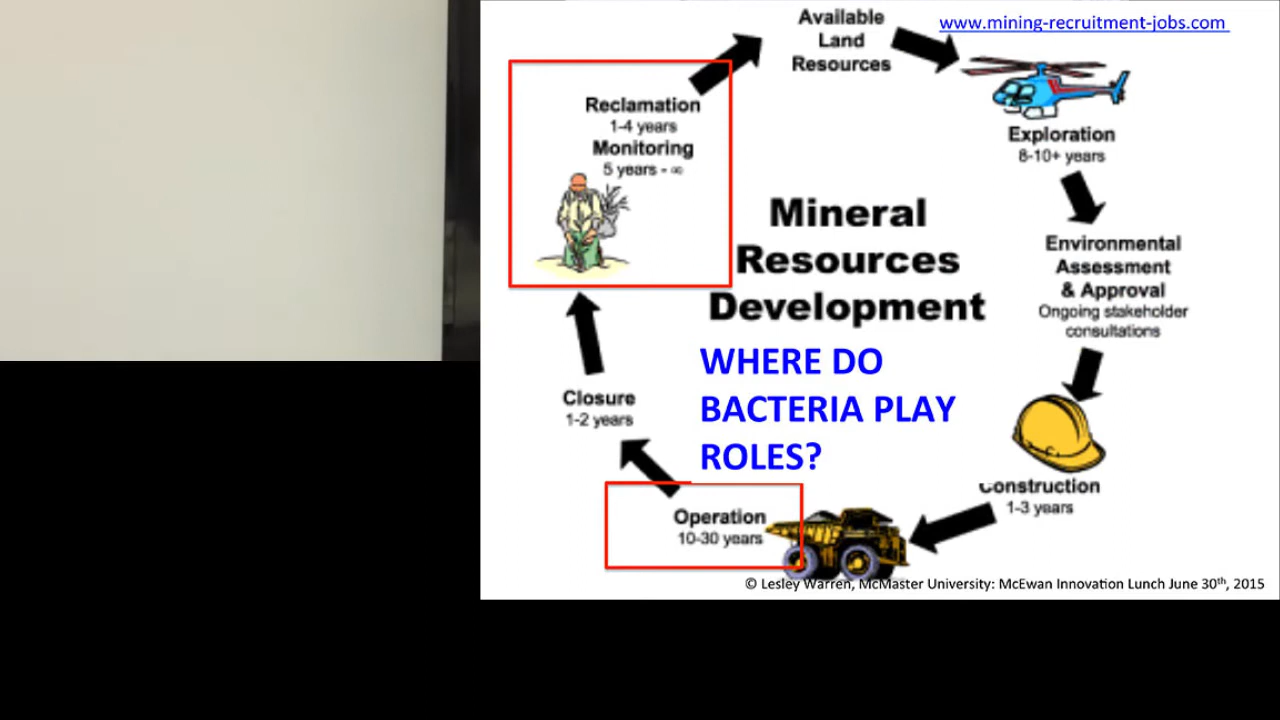 www.mining-recruitment-jobs.com
Available
Land
Resources
Exploration
8-10+ years
Environmental
Assessment
& Approval
Ongoing stakeholder
consultations
Construction
1-3 years
Operation
10-30 years
Closure
1-2 years
Reclamation
1-4 years
Monitoring
5 years - ∞
Mineral
Resources
Development
WHERE DO
BACTERIA PLAY
ROLES?
© Lesley Warren, McMaster University: McEwan Innovation Lunch June 30th, 2015